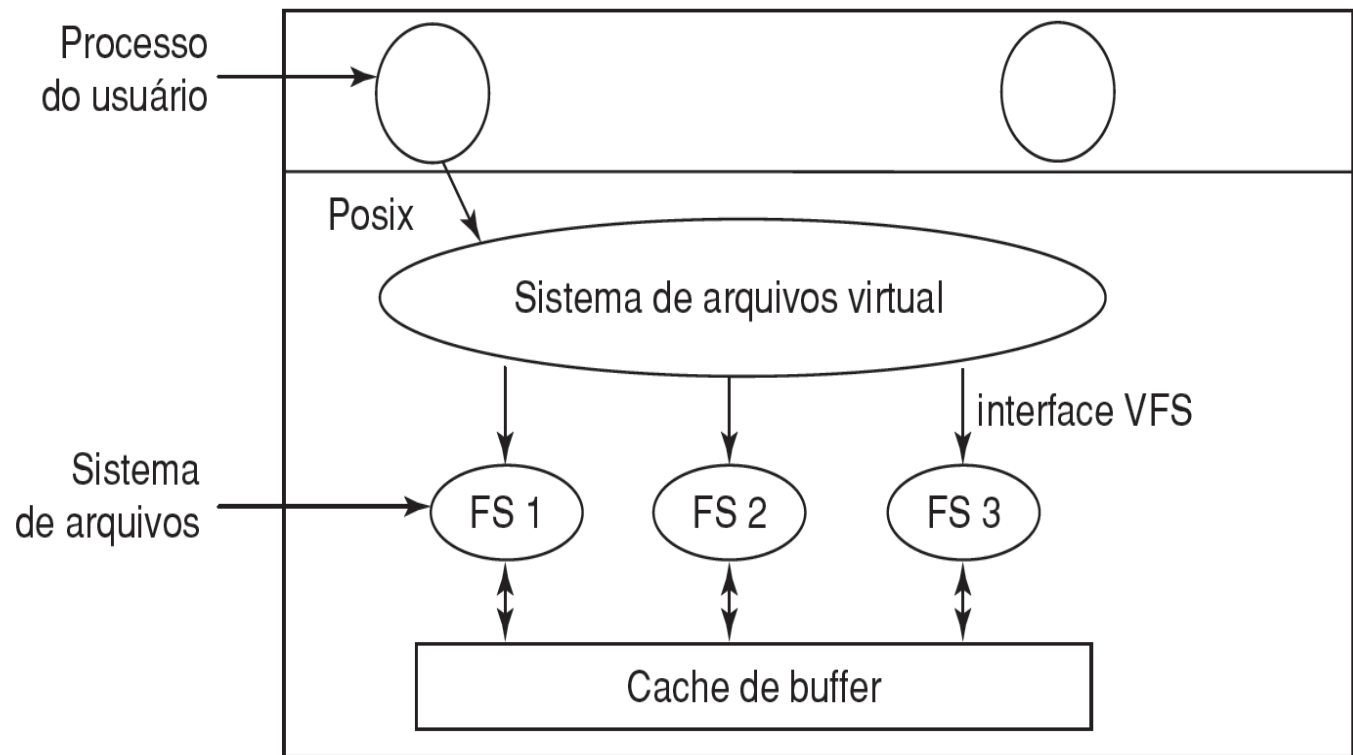 Processo
do usuário
Posix
Sistema de arquivos virtual
interface VFS
Sistema
de arquivos
FS 1
FS 2
FS 3
Cache de buffer